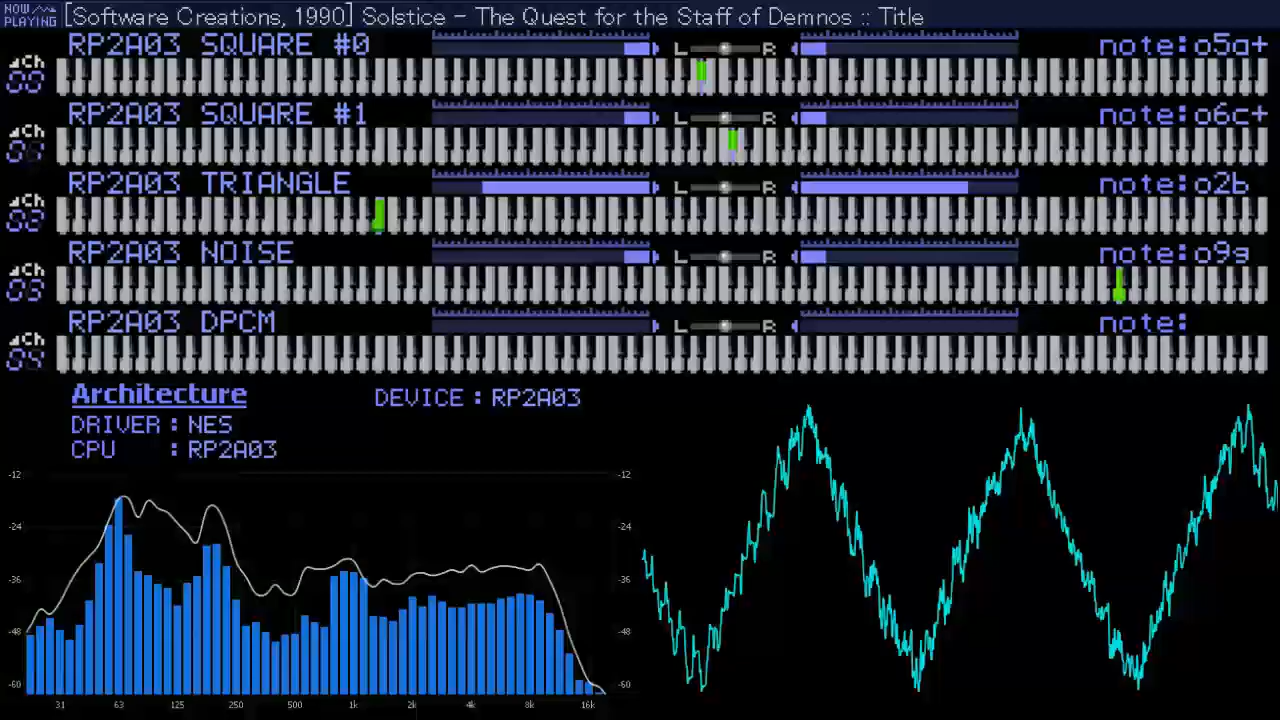 NOW PLAYING [Software Creations, 1990] Solstice - The Quest for the Staff of Demnos :: Title
RP2A03 SQUARE #0 L R note:o5a+
Ch 00
RP2A03 SQUARE #1 L R note:o6c+
Ch 01
RP2A03 TRIANGLE L R note:o2b
Ch 02
RP2A03 NOISE L R note:o9g
Ch 03
RP2A03 DPCM L R note:
Ch 04
Architecture DEVICE : RP2A03
DRIVER : NES
CPU : RP2A03
-12 -12
-24 -24
-36 -36
-48 -48
-60 -60
31 63 125 250 500 1k 2k 4k 8k 16k